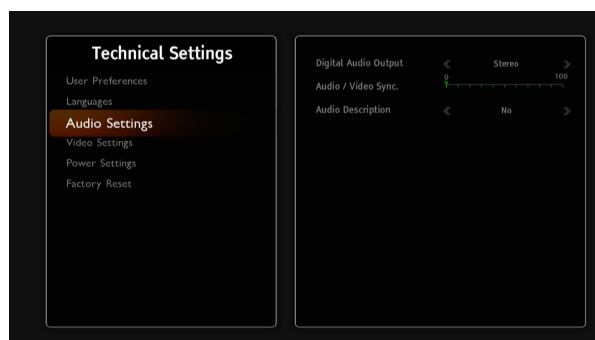 Technical Settings
User Preferences
Languages
Audio Settings
Video Settings
Power Settings
Factory Reset
Digital Audio Output Stereo
0 100
Audio / Video Sync.
Audio Description No